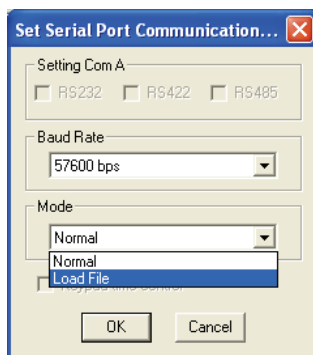 Set Serial Port Communication...
Setting Com A
RS232 RS422 RS485
Baud Rate
57600 bps
Mode
Normal
Normal
Load File
OK Cancel